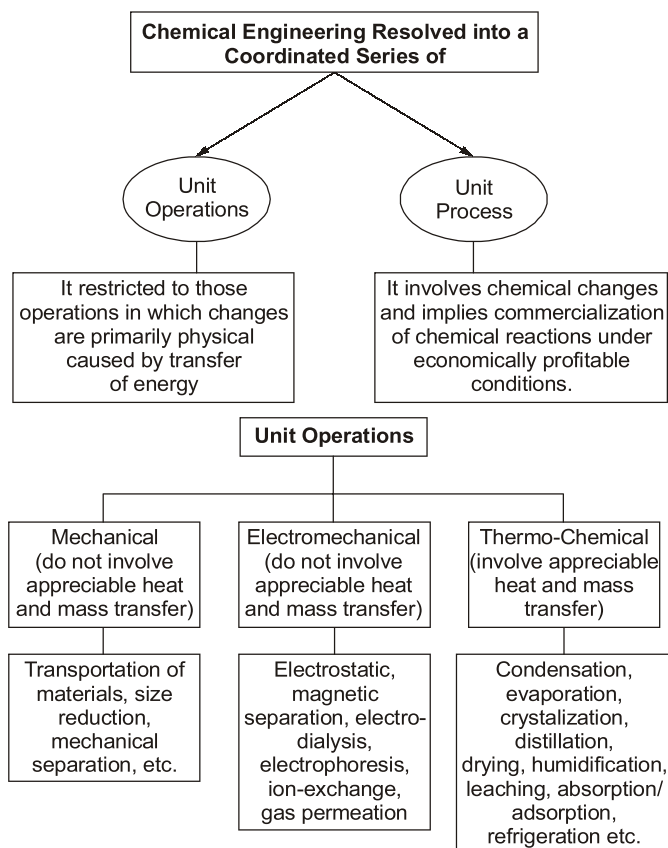 Chemical Engineering Resolved into a
Coordinated Series of
Unit
Operations
Unit
Process
It restricted to those
operations in which changes
are primarily physical
caused by transfer
of energy
It involves chemical changes
and implies commercialization
of chemical reactions under
economically profitable
conditions.
Unit Operations
Mechanical
(do not involve
appreciable heat
and mass transfer)
Electromechanical
(do not involve
appreciable heat
and mass transfer)
Thermo-Chemical
(involve appreciable
heat and mass
transfer)
Transportation of
materials, size
reduction,
mechanical
separation, etc.
Electrostatic,
magnetic
separation, electro-
dialysis,
electrophoresis,
ion-exchange,
gas permeation
Condensation,
evaporation,
crystalization,
distillation,
drying, humidification,
leaching, absorption/
adsorption,
refrigeration etc.